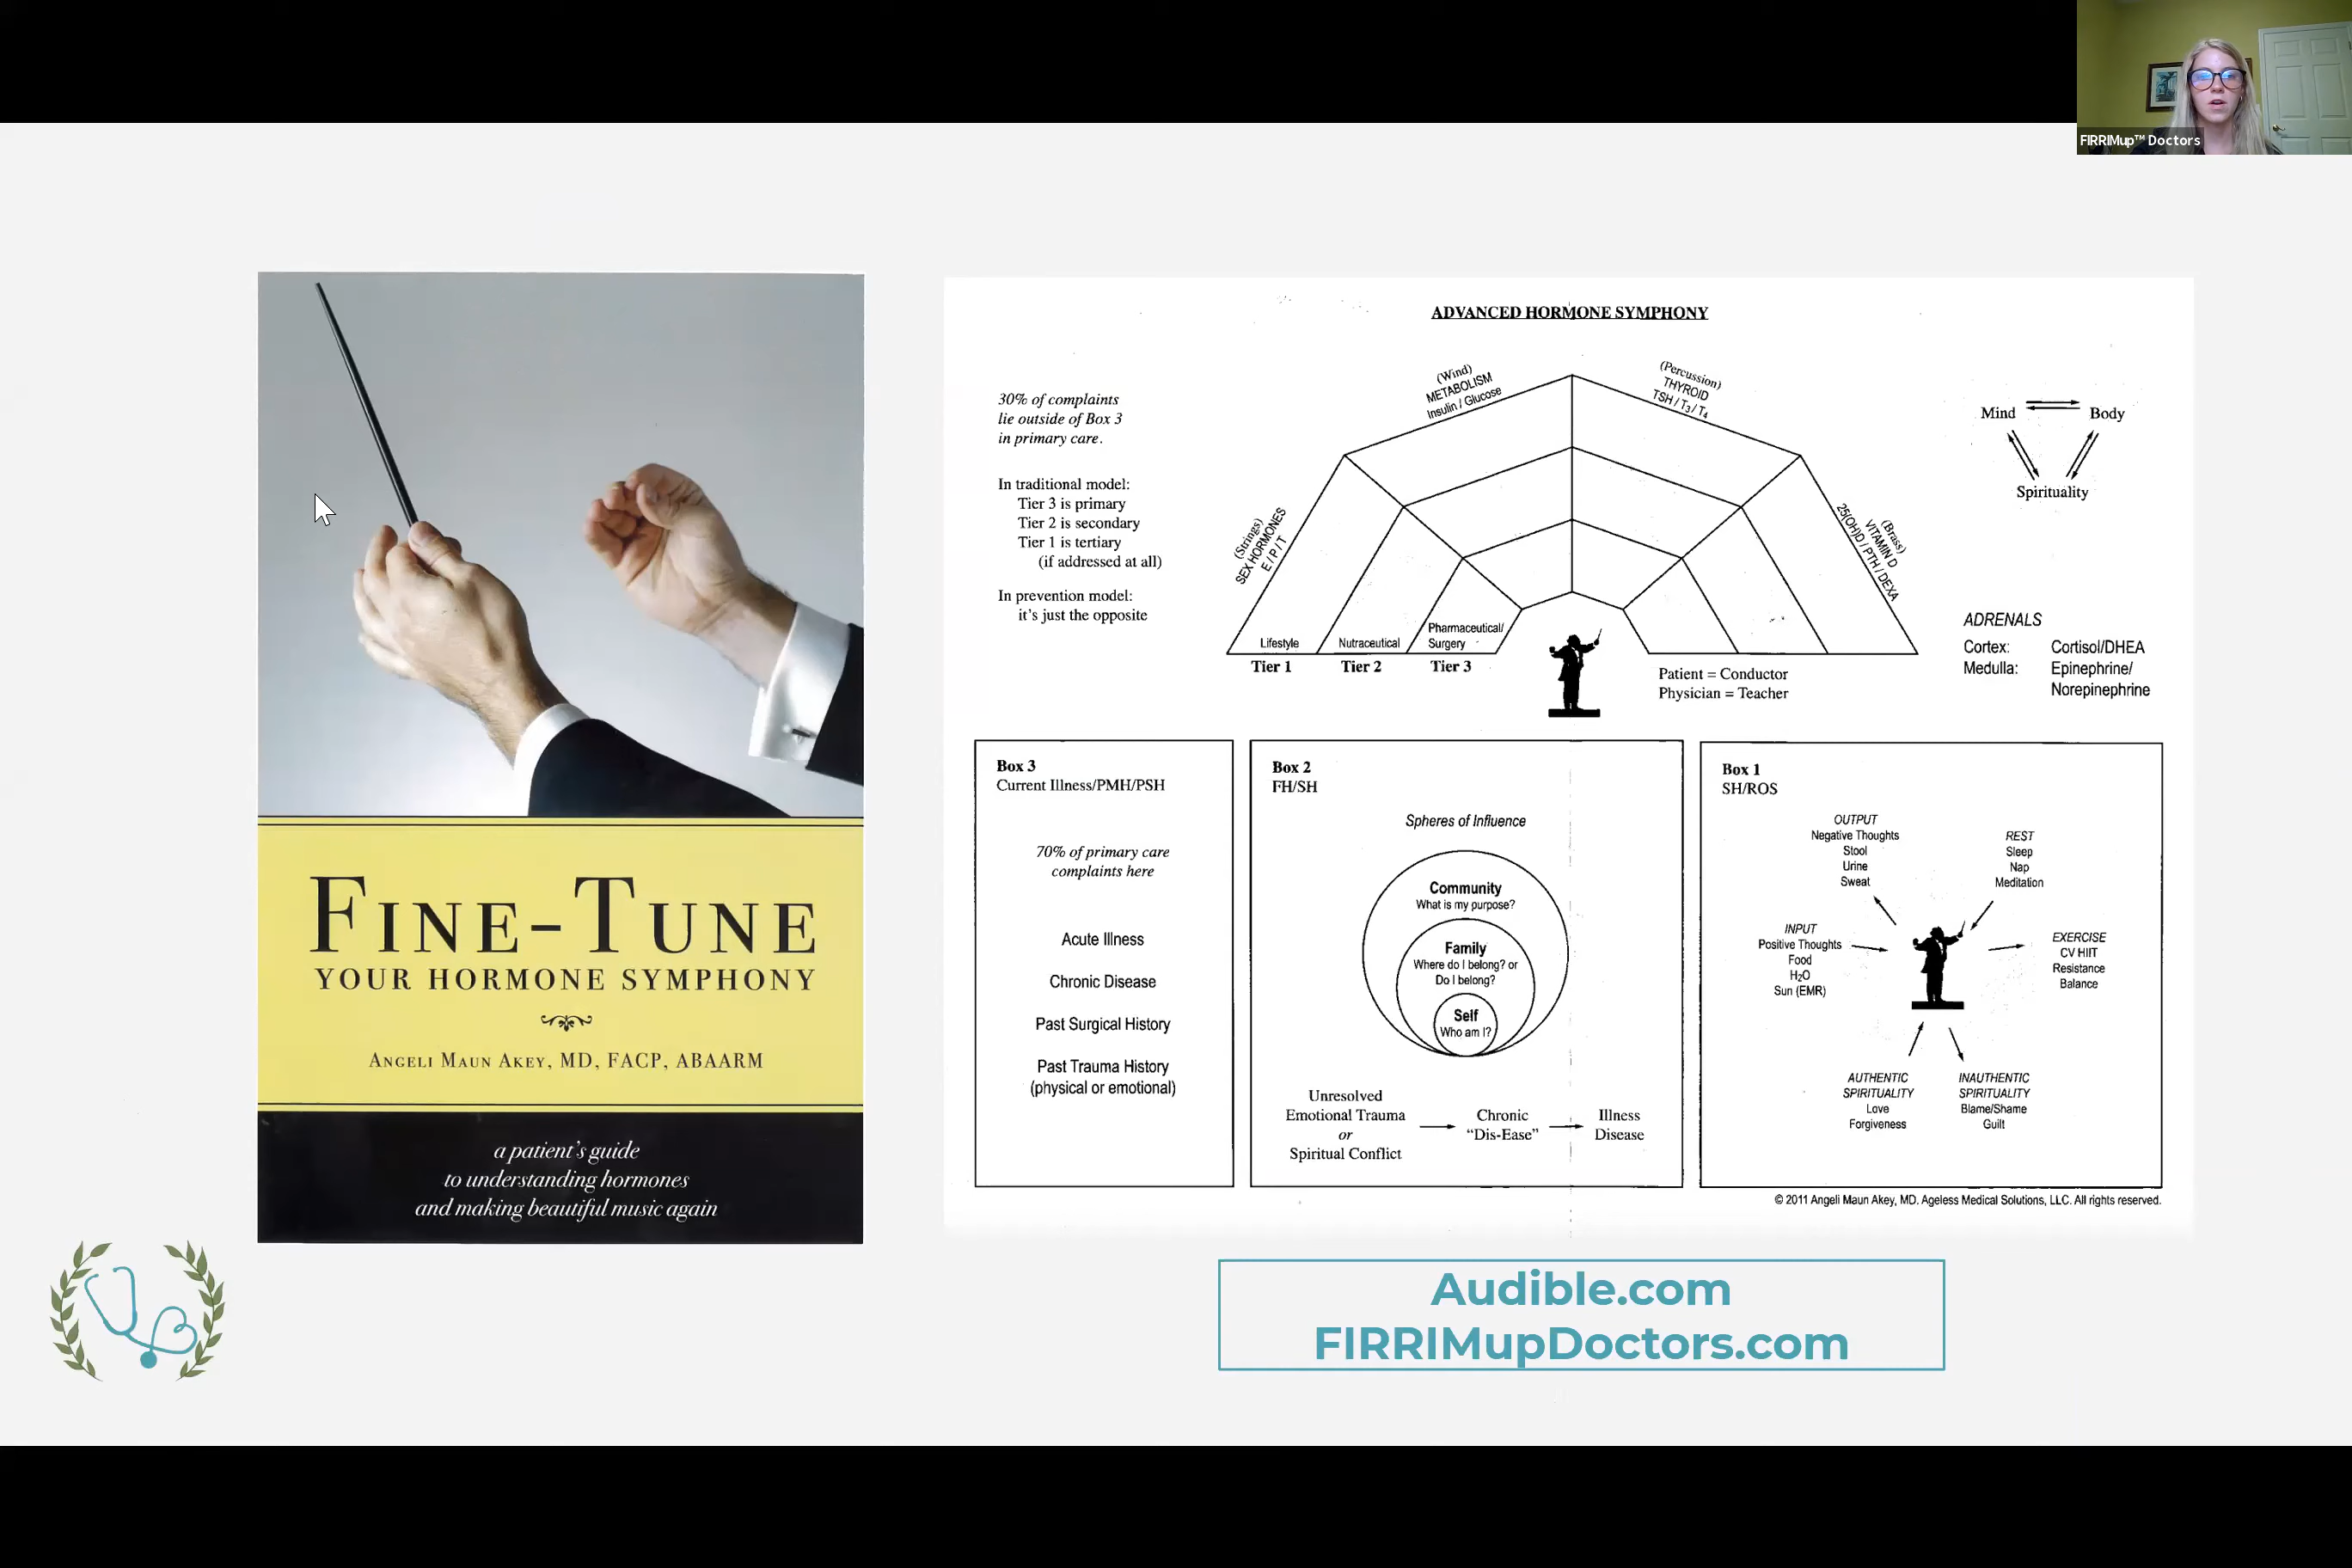 FIRRIMup™ Doctors
FINE-TUNE
YOUR HORMONE SYMPHONY
ANGELI MAUN AKEY, MD, FACP, ABAARM
a patient's guide
to understanding hormones
and making beautiful music again
ADVANCED HORMONE SYMPHONY
30% of complaints
lie outside of Box 3
in primary care.
In traditional model:
Tier 3 is primary
Tier 2 is secondary
Tier 1 is tertiary
(if addressed at all)
In prevention model:
it's just the opposite
(Strings)
SEX HORMONES
E / P / T
(Wind)
METABOLISM
Insulin / Glucose
(Percussion)
THYROID
TSH / T₃ / T₄
(Brass)
VITAMIN D
25(OH)D / PTH / DEXA
Lifestyle
Tier 1
Nutraceutical
Tier 2
Pharmaceutical/
Surgery
Tier 3
Patient = Conductor
Physician = Teacher
Mind
Body
Spirituality
ADRENALS
Cortex: Cortisol/DHEA
Medulla: Epinephrine/
Norepinephrine
Box 3
Current Illness/PMH/PSH
70% of primary care
complaints here
Acute Illness
Chronic Disease
Past Surgical History
Past Trauma History
(physical or emotional)
Box 2
FH/SH
Spheres of Influence
Community
What is my purpose?
Family
Where do I belong? or
Do I belong?
Self
Who am I?
Unresolved
Emotional Trauma
or
Spiritual Conflict
Chronic
"Dis-Ease"
Illness
Disease
Box 1
SH/ROS
OUTPUT
Negative Thoughts
Stool
Urine
Sweat
REST
Sleep
Nap
Meditation
INPUT
Positive Thoughts
Food
H₂O
Sun (EMR)
EXERCISE
CV HIIT
Resistance
Balance
AUTHENTIC
SPIRITUALITY
Love
Forgiveness
INAUTHENTIC
SPIRITUALITY
Blame/Shame
Guilt
© 2011 Angeli Maun Akey, MD. Ageless Medical Solutions, LLC. All rights reserved.
Audible.com
FIRRIMupDoctors.com